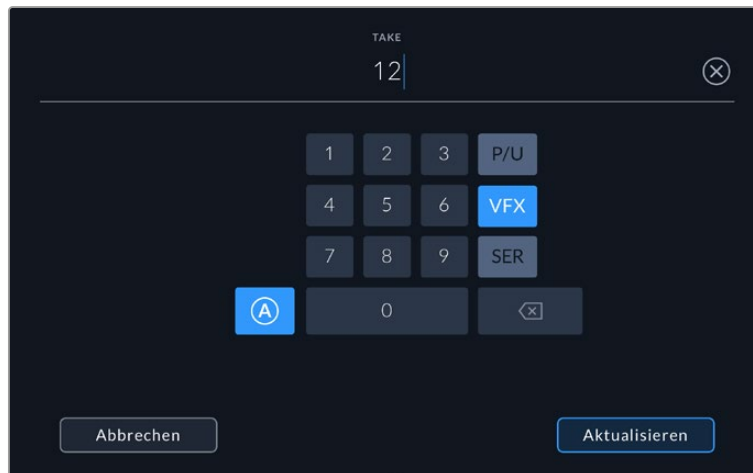 TAKE
12
1 2 3 P/U
4 5 6 VFX
7 8 9 SER
A 0
Abbrechen Aktualisieren